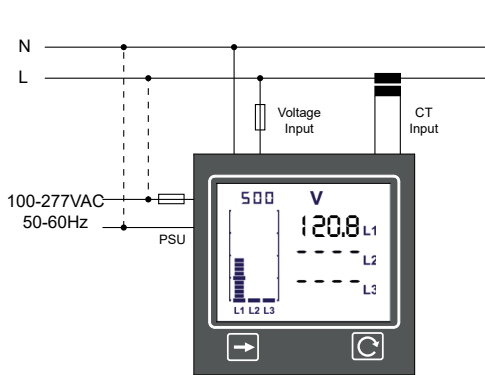 N
L
Voltage
Input
CT
Input
100-277VAC
50-60Hz
PSU
500 V
120.8 L1
- - - - L2
- - - - L3
L1 L2 L3